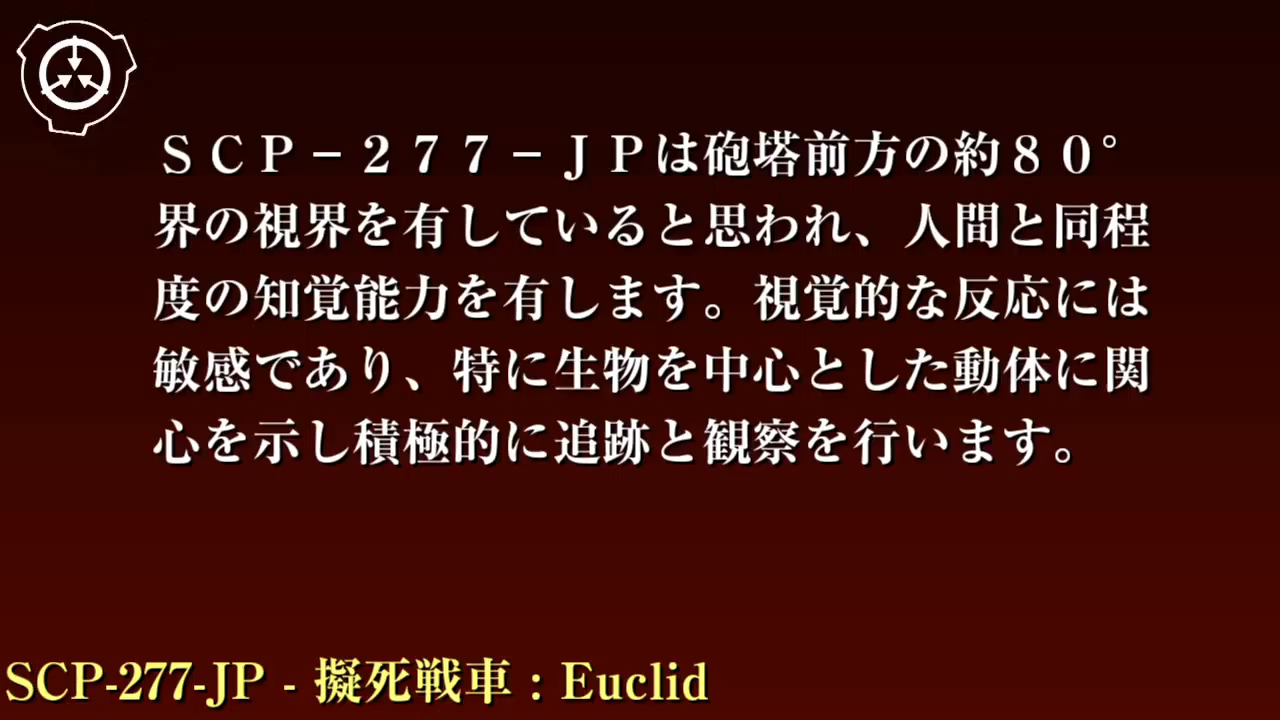 SCP－277－JPは砲塔前方の約80°
界の視界を有していると思われ、人間と同程
度の知覚能力を有します。視覚的な反応には
敏感であり、特に生物を中心とした動体に関
心を示し積極的に追跡と観察を行います。
SCP-277-JP - 擬死戦車：Euclid